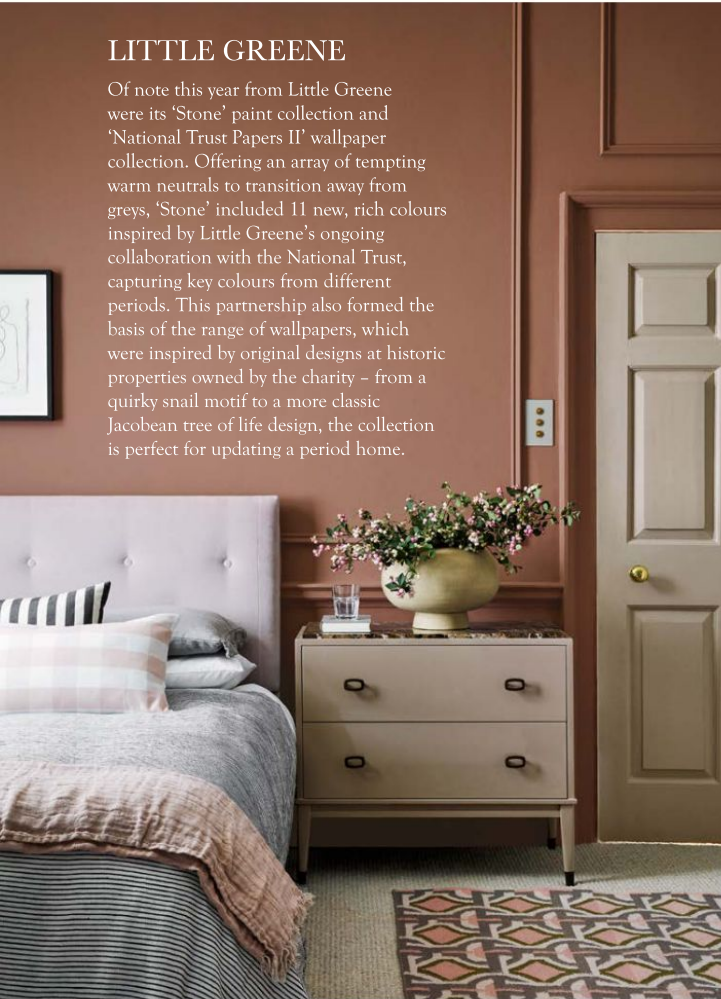 LITTLE GREENE
Of note this year from Little Greene
were its ‘Stone’ paint collection and
‘National Trust Papers II’ wallpaper
collection. Offering an array of tempting
warm neutrals to transition away from
greys, ‘Stone’ included 11 new, rich colours
inspired by Little Greene’s ongoing
collaboration with the National Trust,
capturing key colours from different
periods. This partnership also formed the
basis of the range of wallpapers, which
were inspired by original designs at historic
properties owned by the charity – from a
quirky snail motif to a more classic
Jacobean tree of life design, the collection
is perfect for updating a period home.